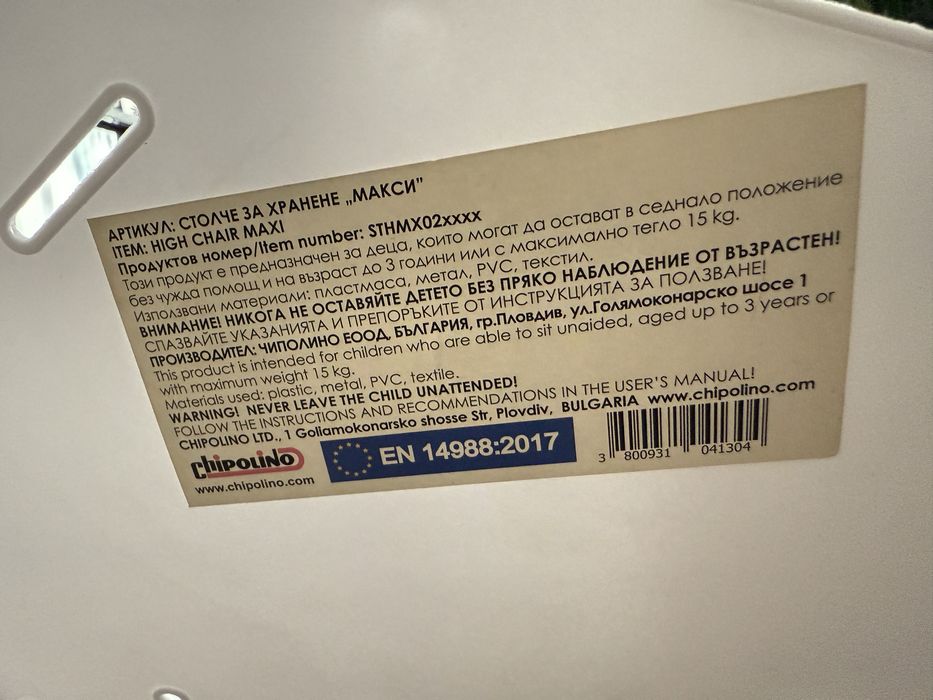 АРТИКУЛ: СТОЛЧЕ ЗА ХРАНЕНЕ „МАКСИ"
ITEM: HIGH CHAIR MAXI
Продуктов номер/Item number: STHMX02xxxx
Този продукт е предназначен за деца, които могат да остават в седнало положение
без чужда помощ и на възраст до 3 години или с максимално тегло 15 kg.
Използвани материали: пластмаса, метал, PVC, текстил.
ВНИМАНИЕ! НИКОГА НЕ ОСТАВЯЙТЕ ДЕТЕТО БЕЗ ПРЯКО НАБЛЮДЕНИЕ ОТ ВЪЗРАСТЕН!
СПАЗВАЙТЕ УКАЗАНИЯТА И ПРЕПОРЪКИТЕ ОТ ИНСТРУКЦИЯТА ЗА ПОЛЗВАНЕ!
ПРОИЗВОДИТЕЛ: ЧИПОЛИНО ЕООД, БЪЛГАРИЯ, гр.Пловдив, ул.Голямоконарско шосе 1
This product is intended for children who are able to sit unaided, aged up to 3 years or
with maximum weight 15 kg.
Materials used: plastic, metal, PVC, textile.
WARNING! NEVER LEAVE THE CHILD UNATTENDED!
FOLLOW THE INSTRUCTIONS AND RECOMMENDATIONS IN THE USER'S MANUAL!
CHIPOLINO LTD., 1 Goliamokonarsko shosse Str, Plovdiv, BULGARIA www.chipolino.com
chipolino
www.chipolino.com
EN 14988:2017
3 800931 041304